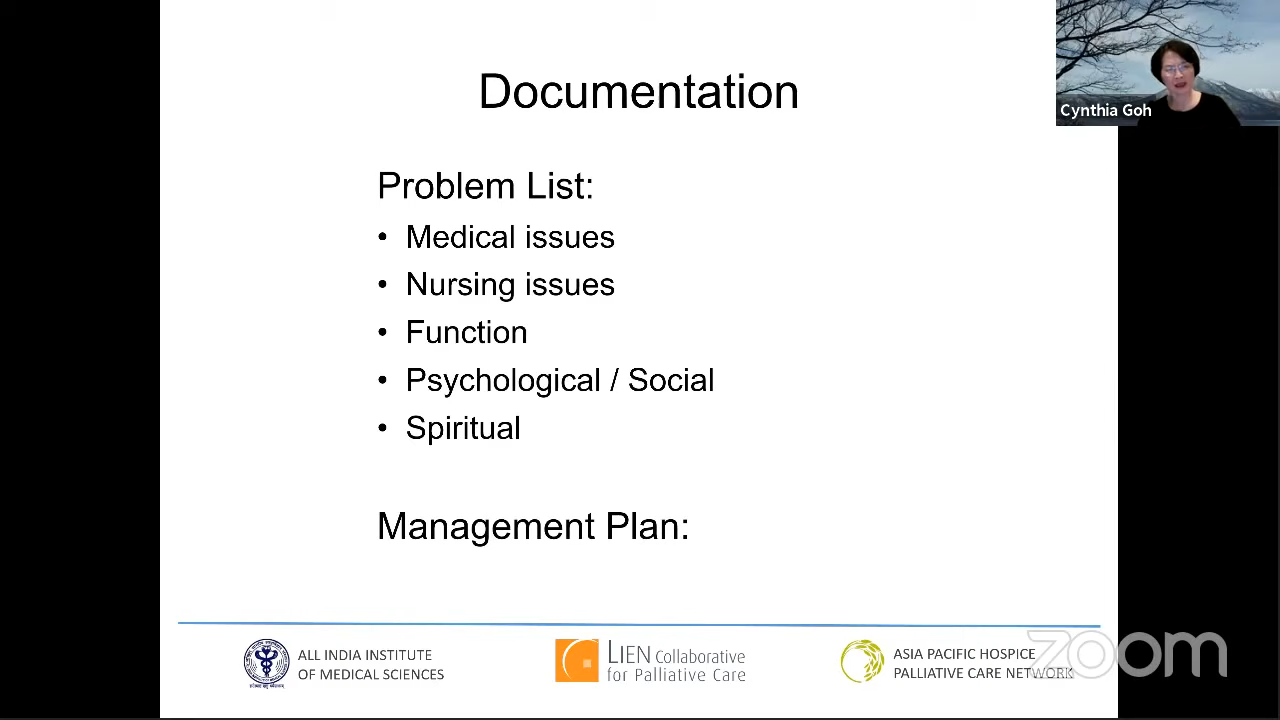 Documentation
Cynthia Goh
Problem List:
• Medical issues
• Nursing issues
• Function
• Psychological / Social
• Spiritual
Management Plan:
ALL INDIA INSTITUTE
OF MEDICAL SCIENCES
LIEN Collaborative
for Palliative Care
ASIA PACIFIC HOSPICE
PALLIATIVE CARE NETWORK
zoom